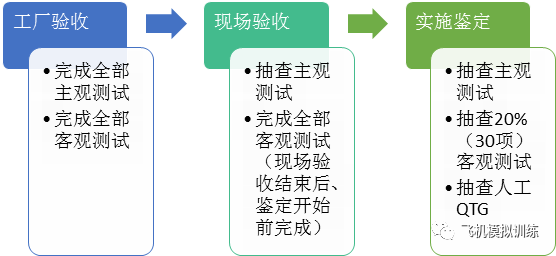 工厂验收
• 完成全部
主观测试
• 完成全部
客观测试
现场验收
• 抽查主观
测试
• 完成全部
客观测试
（现场验
收结束后、
鉴定开始
前完成）
实施鉴定
• 抽查主观
测试
• 抽查20%
（30项）
客观测试
• 抽查人工
QTG
飞机模拟训练